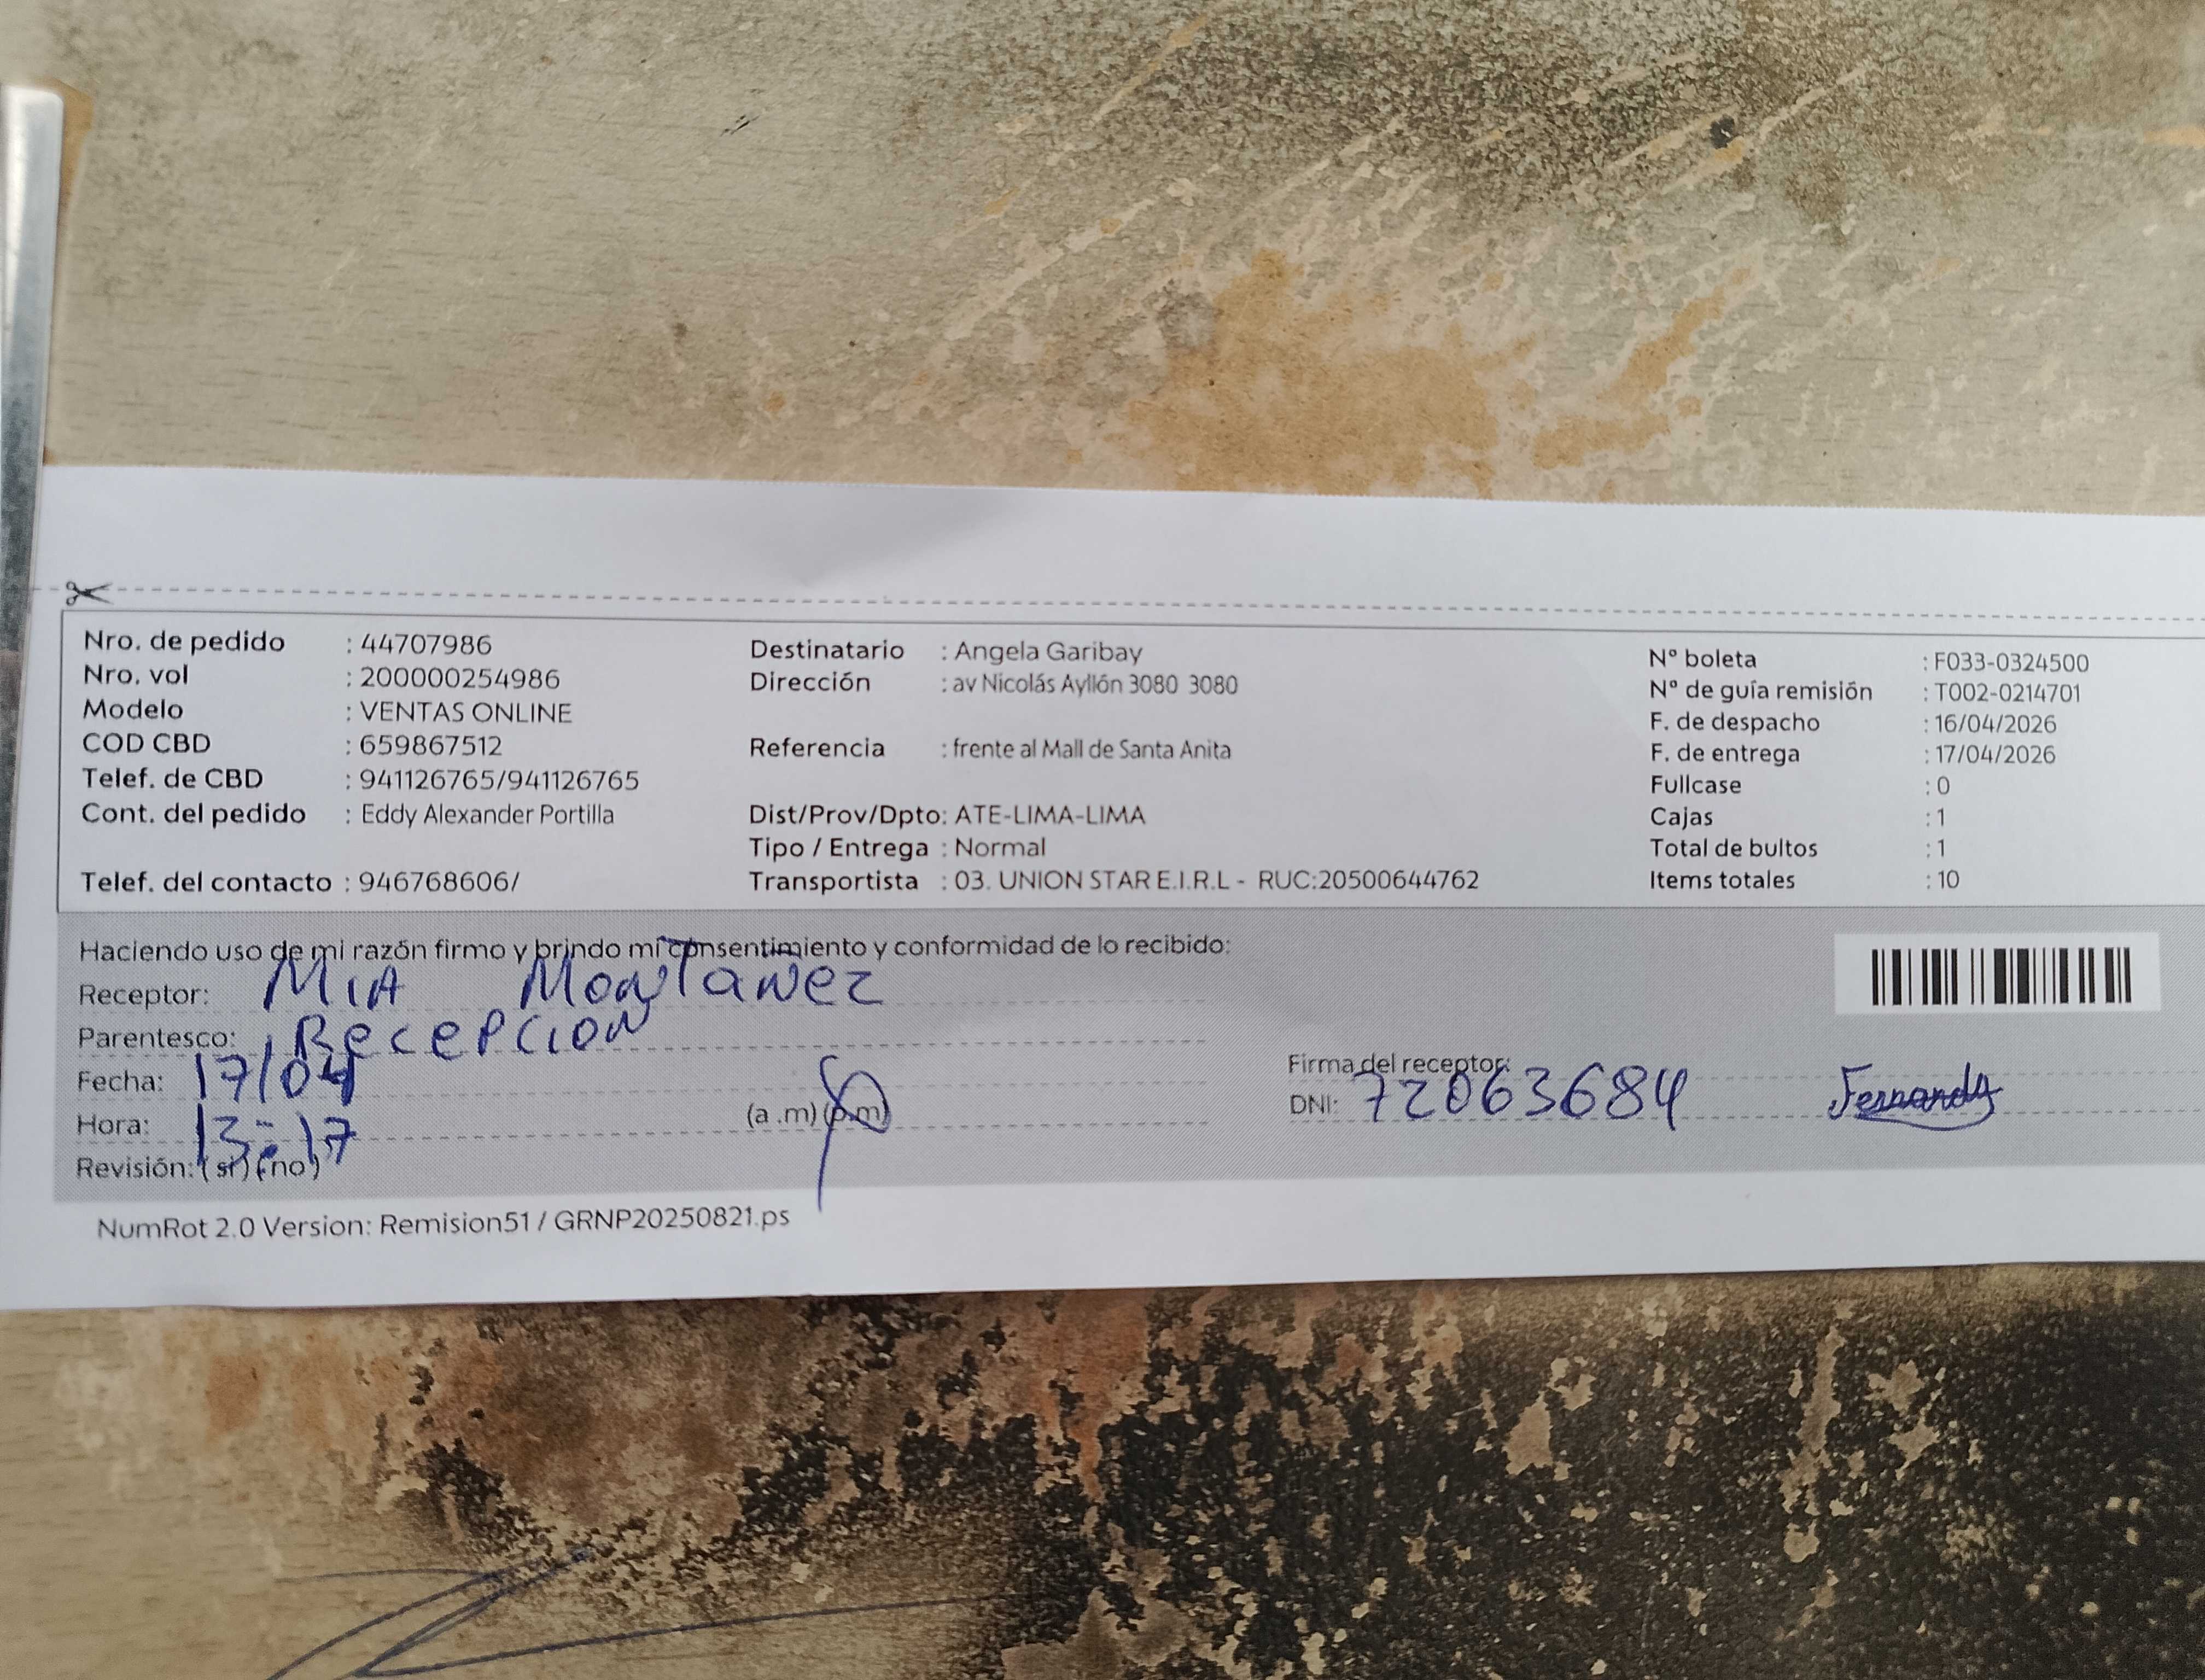 Nro. de pedido : 44707986
Nro. vol : 200000254986
Modelo : VENTAS ONLINE
COD CBD : 659867512
Telef. de CBD : 941126765/941126765
Cont. del pedido : Eddy Alexander Portilla
Telef. del contacto : 946768606/
Destinatario : Angela Garibay
Dirección : av Nicolás Ayllón 3080 3080
Referencia : frente al Mall de Santa Anita
Dist/Prov/Dpto: ATE-LIMA-LIMA
Tipo / Entrega : Normal
Transportista : 03. UNION STAR E.I.R.L - RUC:20500644762
N° boleta : F033-0324500
N° de guía remisión : T002-0214701
F. de despacho : 16/04/2026
F. de entrega : 17/04/2026
Fullcase : 0
Cajas : 1
Total de bultos : 1
Items totales : 10
Haciendo uso de mi razón firmo y brindo mi consentimiento y conformidad de lo recibido:
Receptor: MIA MonTañez
Parentesco: Recepcion
Fecha: 17/04
Hora: 13:17 (a .m) (p.m)
Revisión: ( si ) ( no )
Firma del receptor:
DNI: 72063684
NumRot 2.0 Version: Remision51 / GRNP20250821.ps